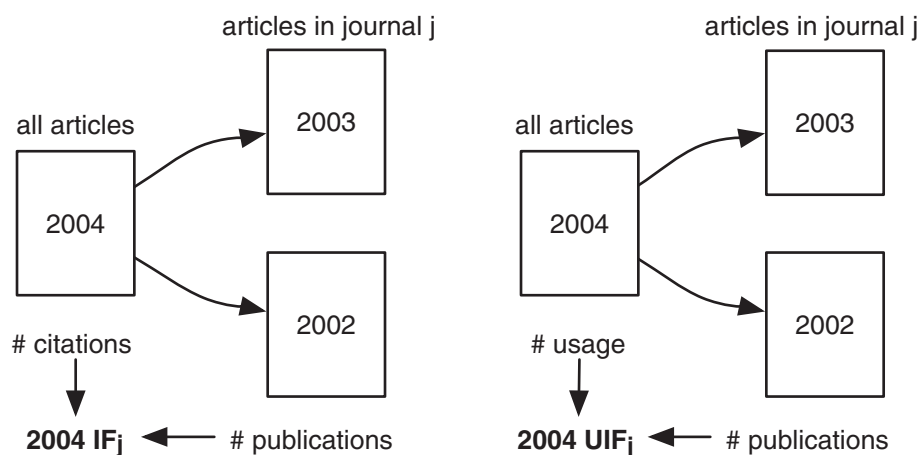 articles in journal j
2003
all articles
2004
2002
# citations
2004 IFj
# publications
articles in journal j
2003
all articles
2004
2002
# usage
2004 UIFj
# publications